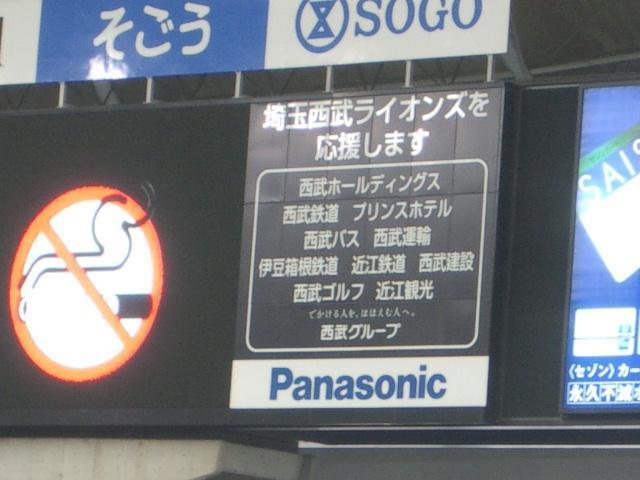 そごう SOGO
埼玉西武ライオンズを
応援します
西武ホールディングス
西武鉄道 プリンスホテル
西武バス 西武運輸
伊豆箱根鉄道 近江鉄道 西武建設
西武ゴルフ 近江観光
でかける人を、ほほえむ人へ。
西武グループ
Panasonic
SAIS
〈セゾン〉カー
永久不滅